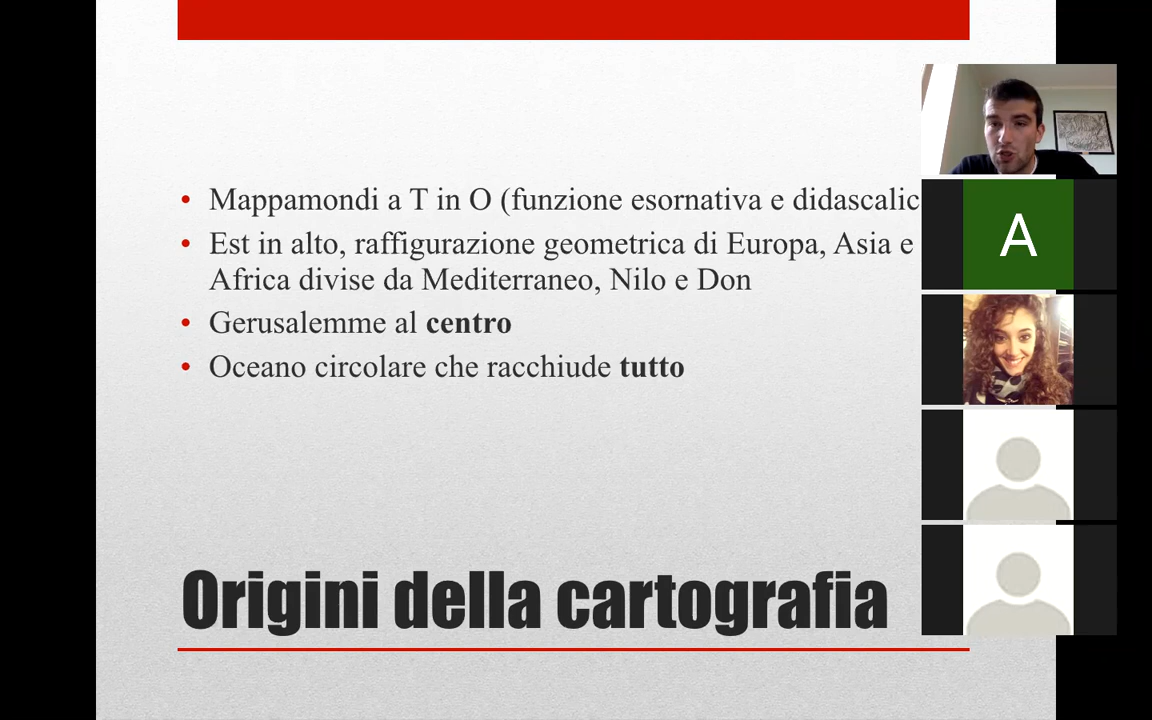 Mappamondi a T in O (funzione esornativa e
Est in alto, raffigurazione geometrica di Europa, Asia e
Africa divise da Mediterraneo, Nilo e Don
Gerusalemme al centro
Oceano circolare che racchiude tutto
Origini della cartografia
A